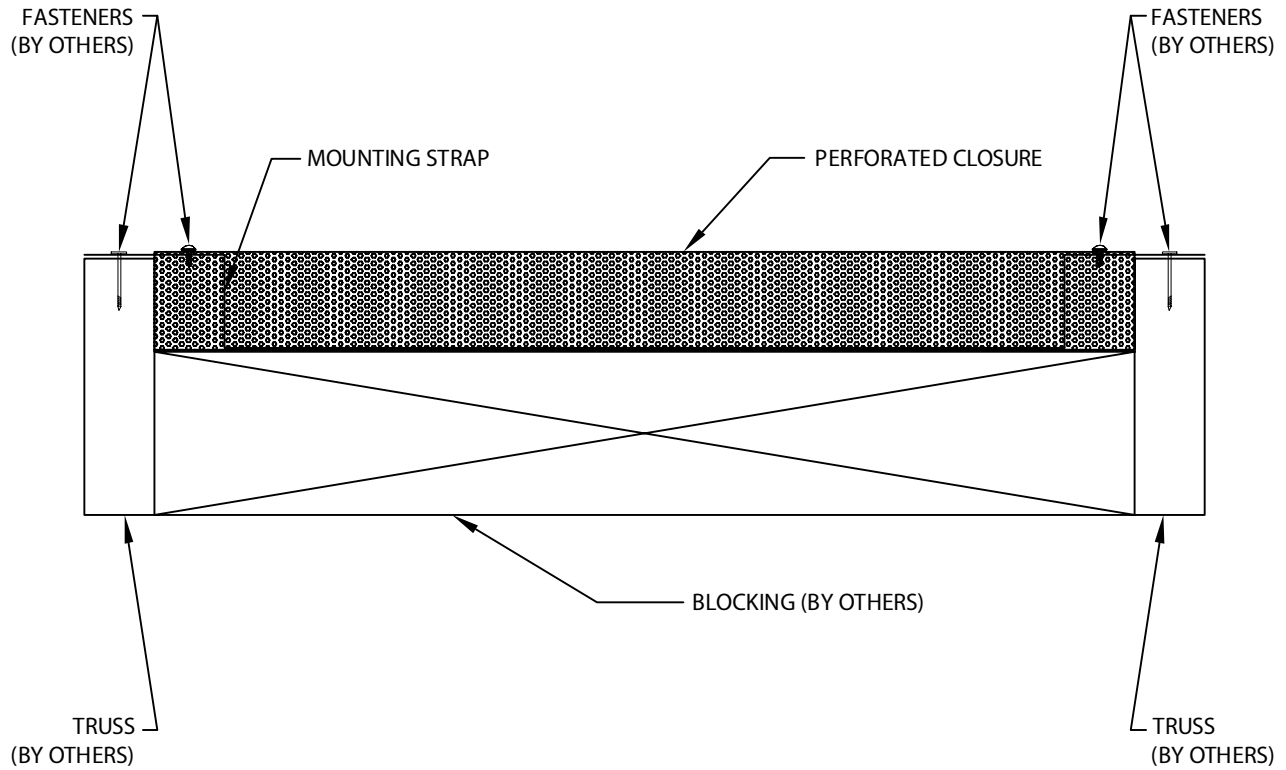 FASTENERS
(BY OTHERS)
FASTENERS
(BY OTHERS)
MOUNTING STRAP
PERFORATED CLOSURE
BLOCKING (BY OTHERS)
TRUSS
(BY OTHERS)
TRUSS
(BY OTHERS)